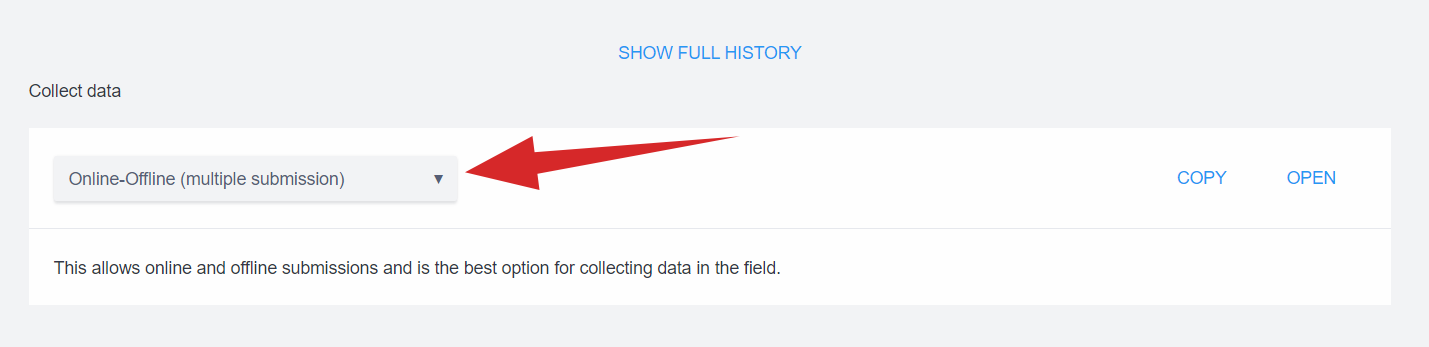 SHOW FULL HISTORY
Collect data
Online-Offline (multiple submission) ▼ COPY OPEN
This allows online and offline submissions and is the best option for collecting data in the field.